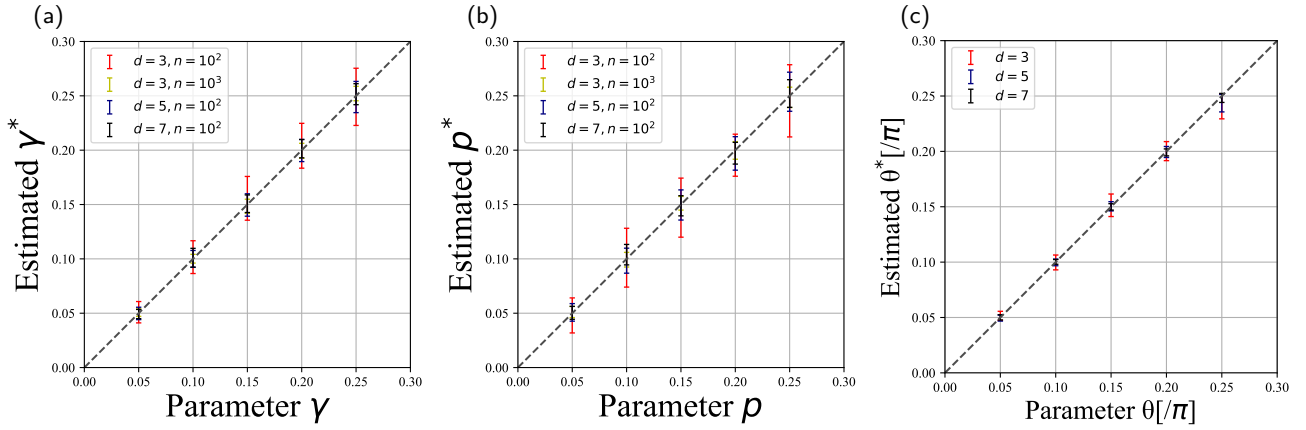 (a)
0.30
0.25
0.20
0.15
0.10
0.05
0.00
0.00 0.05 0.10 0.15 0.20 0.25 0.30
Estimated γ*
Parameter γ
d = 3, n = 10²
d = 3, n = 10³
d = 5, n = 10²
d = 7, n = 10²
(b)
0.30
0.25
0.20
0.15
0.10
0.05
0.00
0.00 0.05 0.10 0.15 0.20 0.25 0.30
Estimated p*
Parameter p
d = 3, n = 10²
d = 3, n = 10³
d = 5, n = 10²
d = 7, n = 10²
(c)
0.30
0.25
0.20
0.15
0.10
0.05
0.00
0.00 0.05 0.10 0.15 0.20 0.25 0.30
Estimated θ*[/π]
Parameter θ[/π]
d = 3
d = 5
d = 7